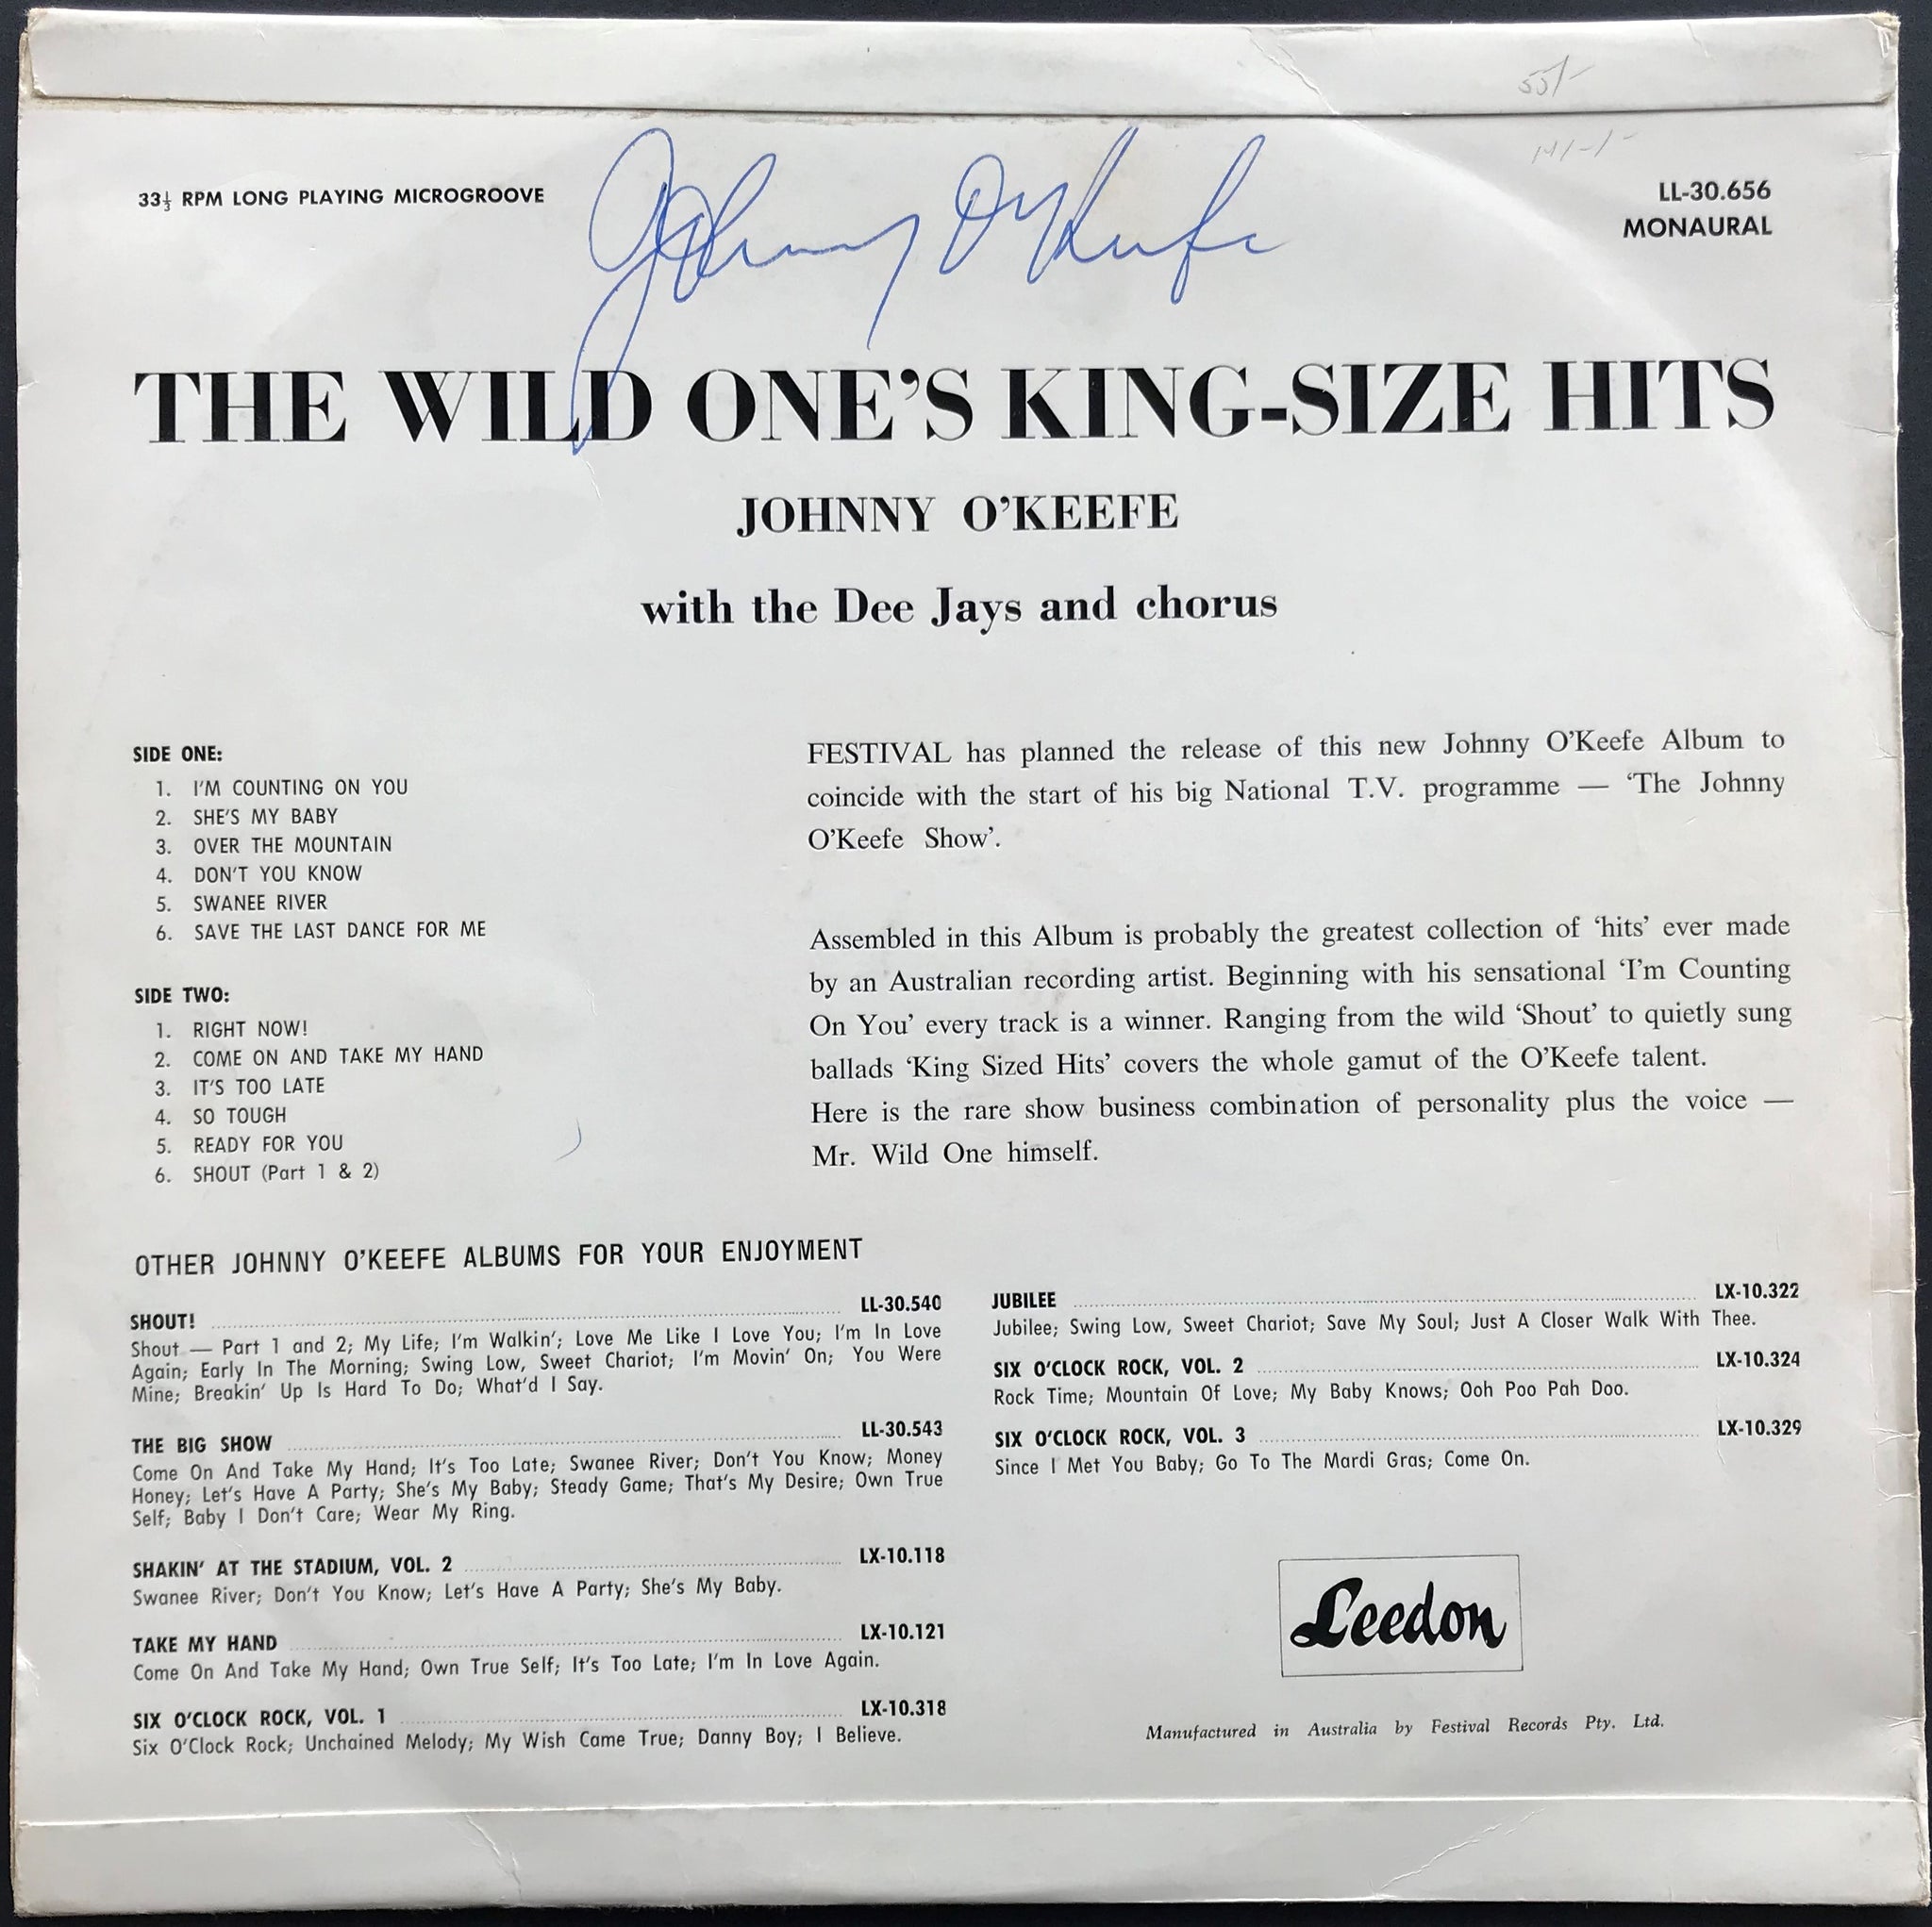 55/-
33⅓ RPM LONG PLAYING MICROGROOVE
Johnny O'Keefe
LL-30.656
MONAURAL
THE WILD ONE'S KING-SIZE HITS
JOHNNY O'KEEFE
with the Dee Jays and chorus
SIDE ONE:
1. I'M COUNTING ON YOU
2. SHE'S MY BABY
3. OVER THE MOUNTAIN
4. DON'T YOU KNOW
5. SWANEE RIVER
6. SAVE THE LAST DANCE FOR ME
SIDE TWO:
1. RIGHT NOW!
2. COME ON AND TAKE MY HAND
3. IT'S TOO LATE
4. SO TOUGH
5. READY FOR YOU
6. SHOUT (Part 1 & 2)
FESTIVAL has planned the release of this new Johnny O'Keefe Album to
coincide with the start of his big National T.V. programme — 'The Johnny
O'Keefe Show'.
Assembled in this Album is probably the greatest collection of 'hits' ever made
by an Australian recording artist. Beginning with his sensational 'I'm Counting
On You' every track is a winner. Ranging from the wild 'Shout' to quietly sung
ballads 'King Sized Hits' covers the whole gamut of the O'Keefe talent.
Here is the rare show business combination of personality plus the voice —
Mr. Wild One himself.
OTHER JOHNNY O'KEEFE ALBUMS FOR YOUR ENJOYMENT
SHOUT! LL-30.540
Shout — Part 1 and 2; My Life; I'm Walkin'; Love Me Like I Love You; I'm In Love
Again; Early In The Morning; Swing Low, Sweet Chariot; I'm Movin' On; You Were
Mine; Breakin' Up Is Hard To Do; What'd I Say.
THE BIG SHOW LL-30.543
Come On And Take My Hand; It's Too Late; Swanee River; Don't You Know; Money
Honey; Let's Have A Party; She's My Baby; Steady Game; That's My Desire; Own True
Self; Baby I Don't Care; Wear My Ring.
SHAKIN' AT THE STADIUM, VOL. 2 LX-10.118
Swanee River; Don't You Know; Let's Have A Party; She's My Baby.
TAKE MY HAND LX-10.121
Come On And Take My Hand; Own True Self; It's Too Late; I'm In Love Again.
SIX O'CLOCK ROCK, VOL. 1 LX-10.318
Six O'Clock Rock; Unchained Melody; My Wish Came True; Danny Boy; I Believe.
JUBILEE LX-10.322
Jubilee; Swing Low, Sweet Chariot; Save My Soul; Just A Closer Walk With Thee.
SIX O'CLOCK ROCK, VOL. 2 LX-10.324
Rock Time; Mountain Of Love; My Baby Knows; Ooh Poo Pah Doo.
SIX O'CLOCK ROCK, VOL. 3 LX-10.329
Since I Met You Baby; Go To The Mardi Gras; Come On.
Leedon
Manufactured in Australia by Festival Records Pty. Ltd.